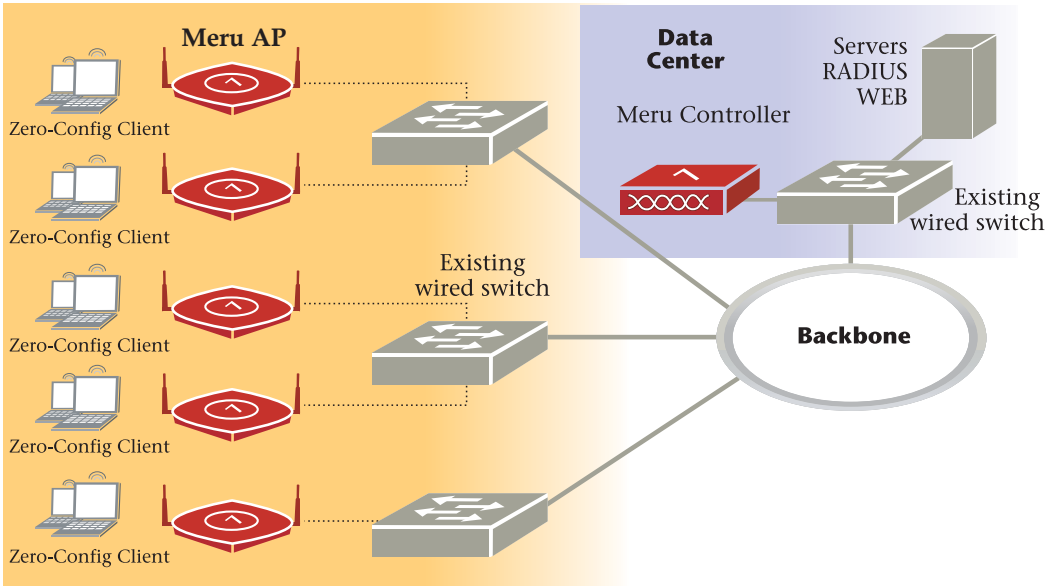 Meru AP
Zero-Config Client
Zero-Config Client
Existing
wired switch
Zero-Config Client
Zero-Config Client
Zero-Config Client
Data
Center
Servers
RADIUS
WEB
Meru Controller
Existing
wired switch
Backbone